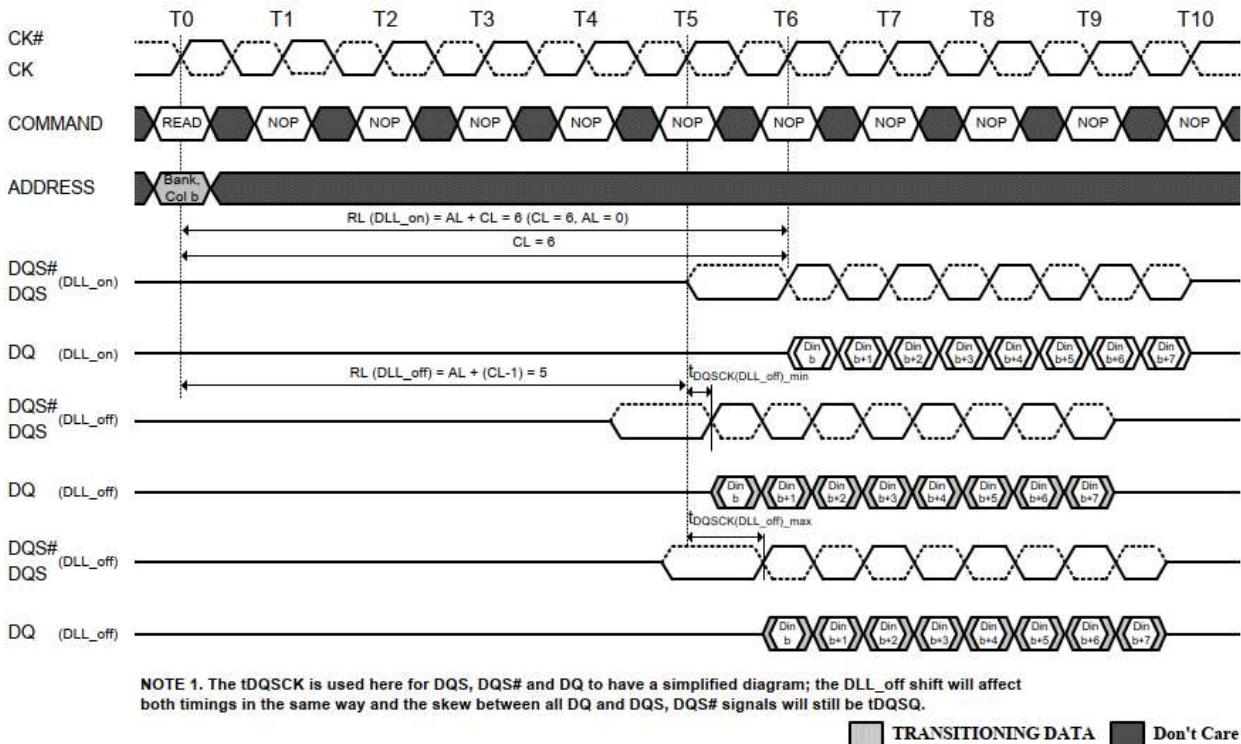 T0 T1 T2 T3 T4 T5 T6 T7 T8 T9 T10
CK#
CK
COMMAND READ NOP NOP NOP NOP NOP NOP NOP NOP NOP NOP
ADDRESS Bank, Col b
RL (DLL_on) = AL + CL = 6 (CL = 6, AL = 0)
CL = 6
DQS# (DLL_on)
DQS
DQ (DLL_on) Din b Din b+1 Din b+2 Din b+3 Din b+4 Din b+5 Din b+6 Din b+7
RL (DLL_off) = AL + (CL-1) = 5 tDQSCK(DLL_off)_min
DQS# (DLL_off)
DQS
DQ (DLL_off) Din b Din b+1 Din b+2 Din b+3 Din b+4 Din b+5 Din b+6 Din b+7
tDQSCK(DLL_off)_max
DQS# (DLL_off)
DQS
DQ (DLL_off) Din b Din b+1 Din b+2 Din b+3 Din b+4 Din b+5 Din b+6 Din b+7
NOTE 1. The tDQSCK is used here for DQS, DQS# and DQ to have a simplified diagram; the DLL_off shift will affect
both timings in the same way and the skew between all DQ and DQS, DQS# signals will still be tDQSQ.
TRANSITIONING DATA Don't Care